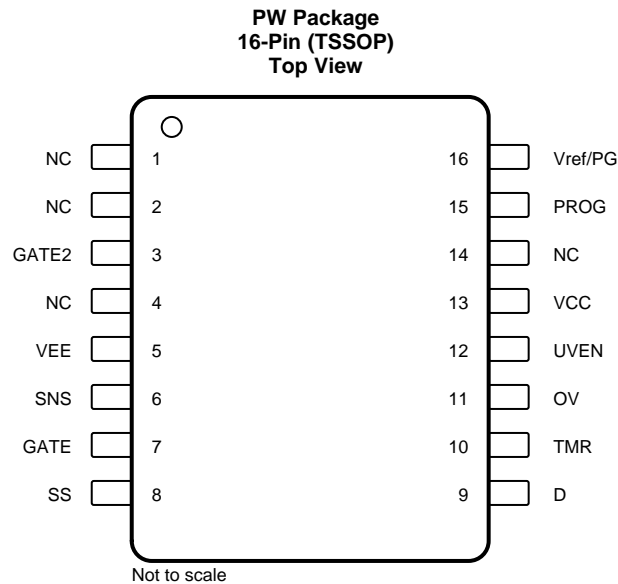 PW Package
16-Pin (TSSOP)
Top View
NC 1 16 Vref/PG
NC 2 15 PROG
GATE2 3 14 NC
NC 4 13 VCC
VEE 5 12 UVEN
SNS 6 11 OV
GATE 7 10 TMR
SS 8 9 D
Not to scale